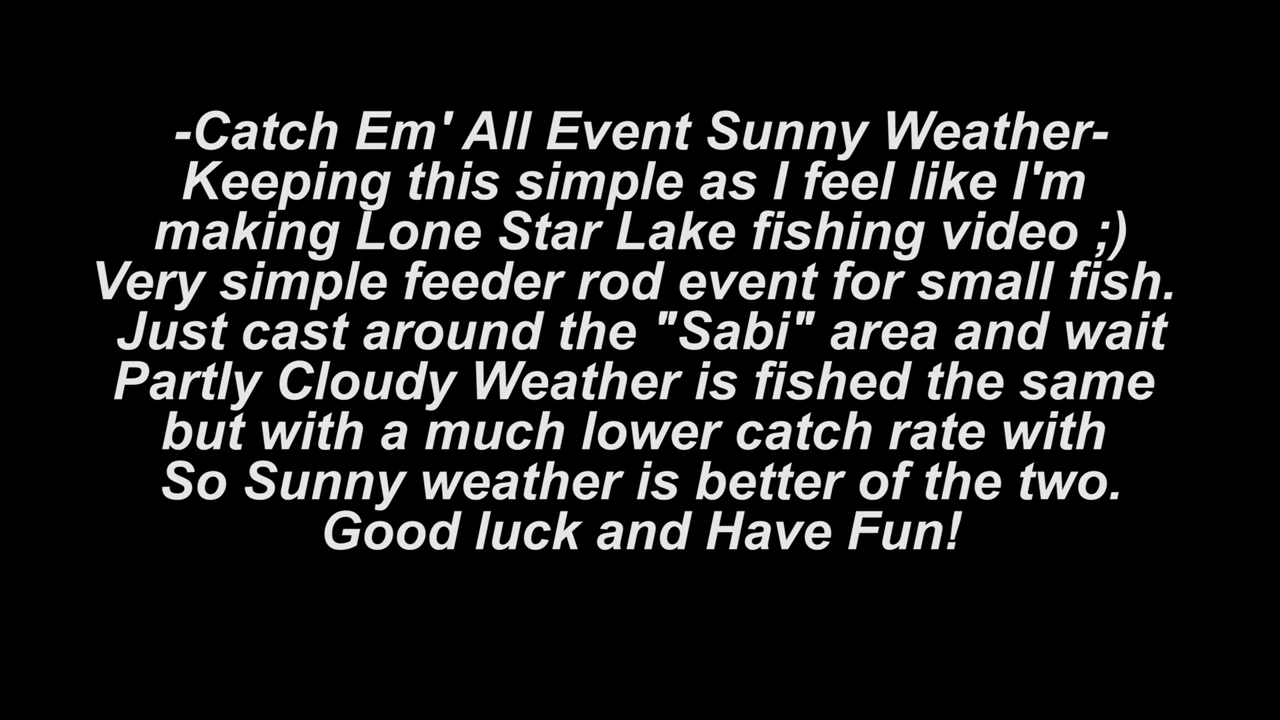 -Catch Em' All Event Sunny Weather-
Keeping this simple as I feel like I'm
making Lone Star Lake fishing video ;)
Very simple feeder rod event for small fish.
Just cast around the "Sabi" area and wait
Partly Cloudy Weather is fished the same
but with a much lower catch rate with
So Sunny weather is better of the two.
Good luck and Have Fun!